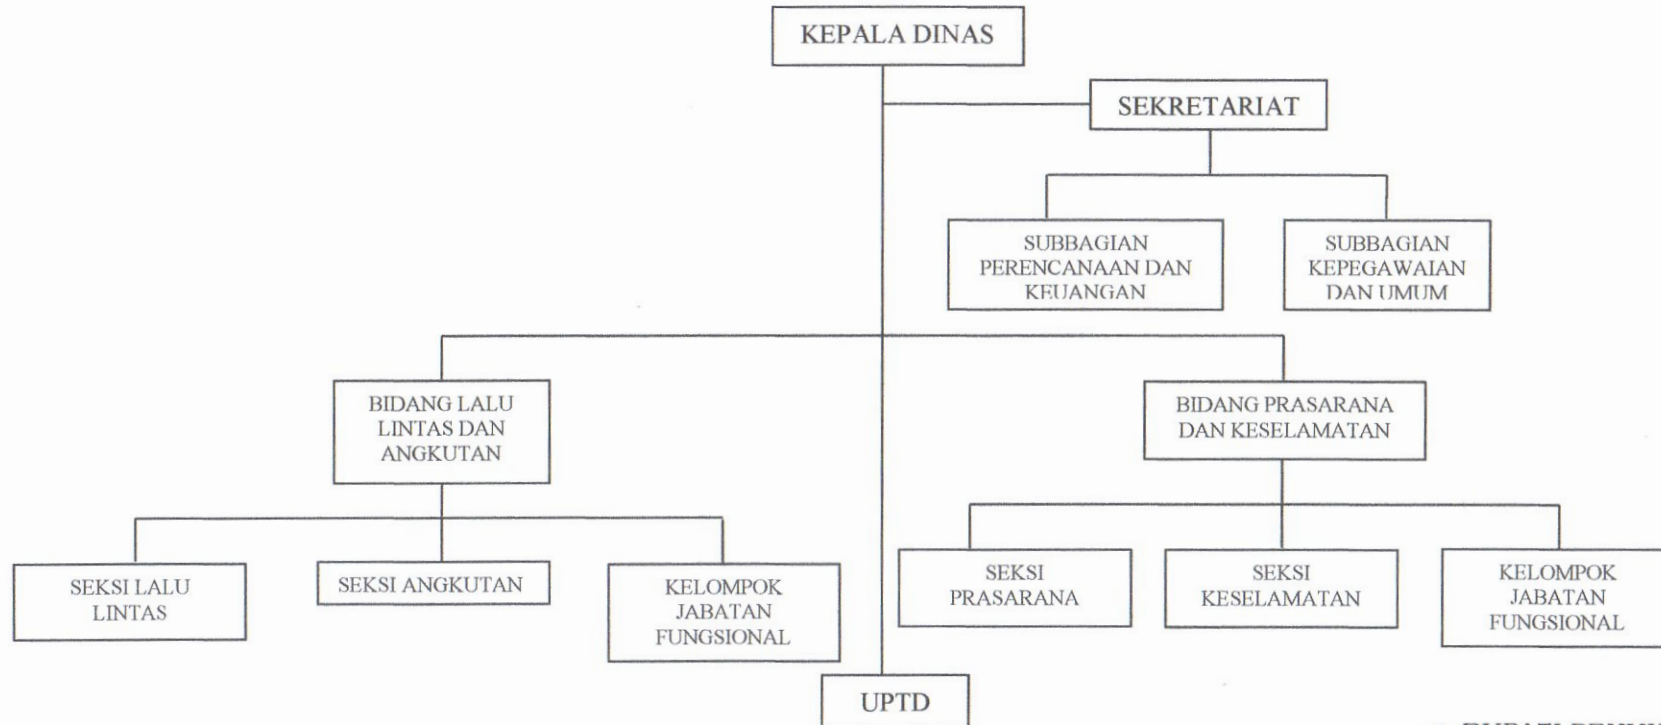 KEPALA DINAS
SEKRETARIAT
SUBBAGIAN
PERENCANAAN DAN
KEUANGAN
SUBBAGIAN
KEPEGAWAIAN
DAN UMUM
BIDANG LALU
LINTAS DAN
ANGKUTAN
BIDANG PRASARANA
DAN KESELAMATAN
SEKSI LALU
LINTAS
SEKSI ANGKUTAN
KELOMPOK
JABATAN
FUNGSIONAL
SEKSI
PRASARANA
SEKSI
KESELAMATAN
KELOMPOK
JABATAN
FUNGSIONAL
UPTD